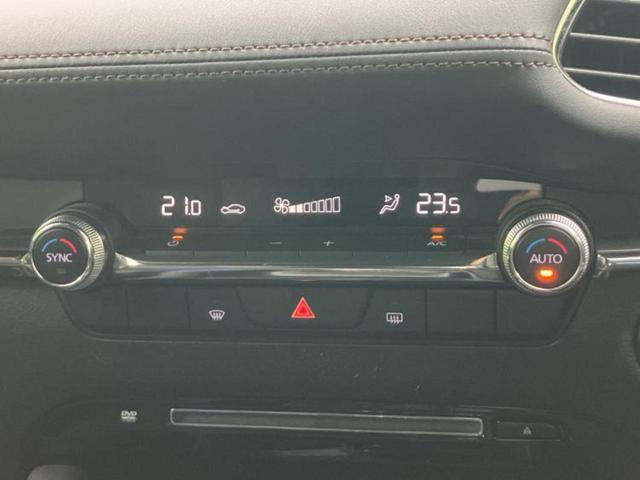 21.0 23.5
− + A/C
SYNC AUTO
DVD